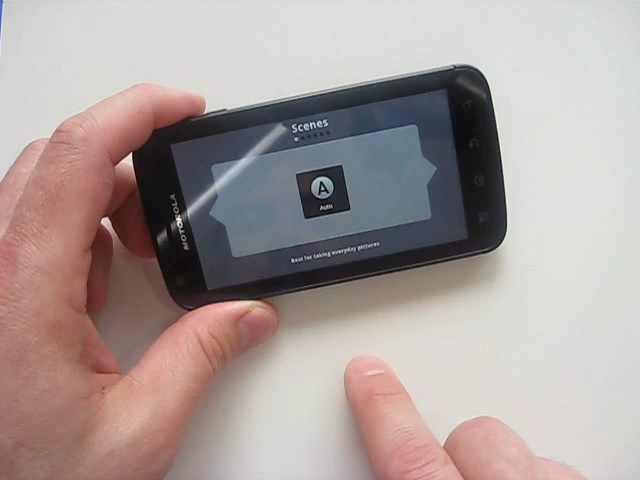 Scenes
A
Auto
Best for taking everyday pictures
MOTOROLA